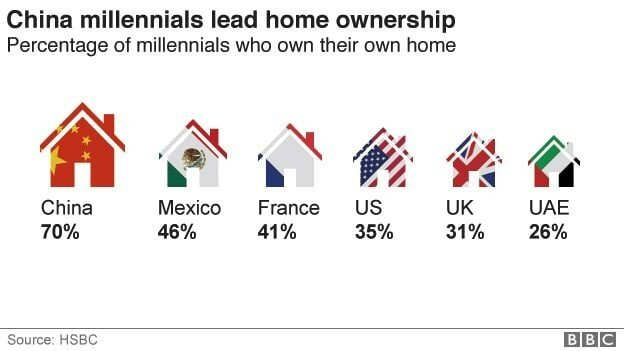 China millennials lead home ownership
Percentage of millennials who own their own home
China Mexico France US UK UAE
70% 46% 41% 35% 31% 26%
Source: HSBC BBC